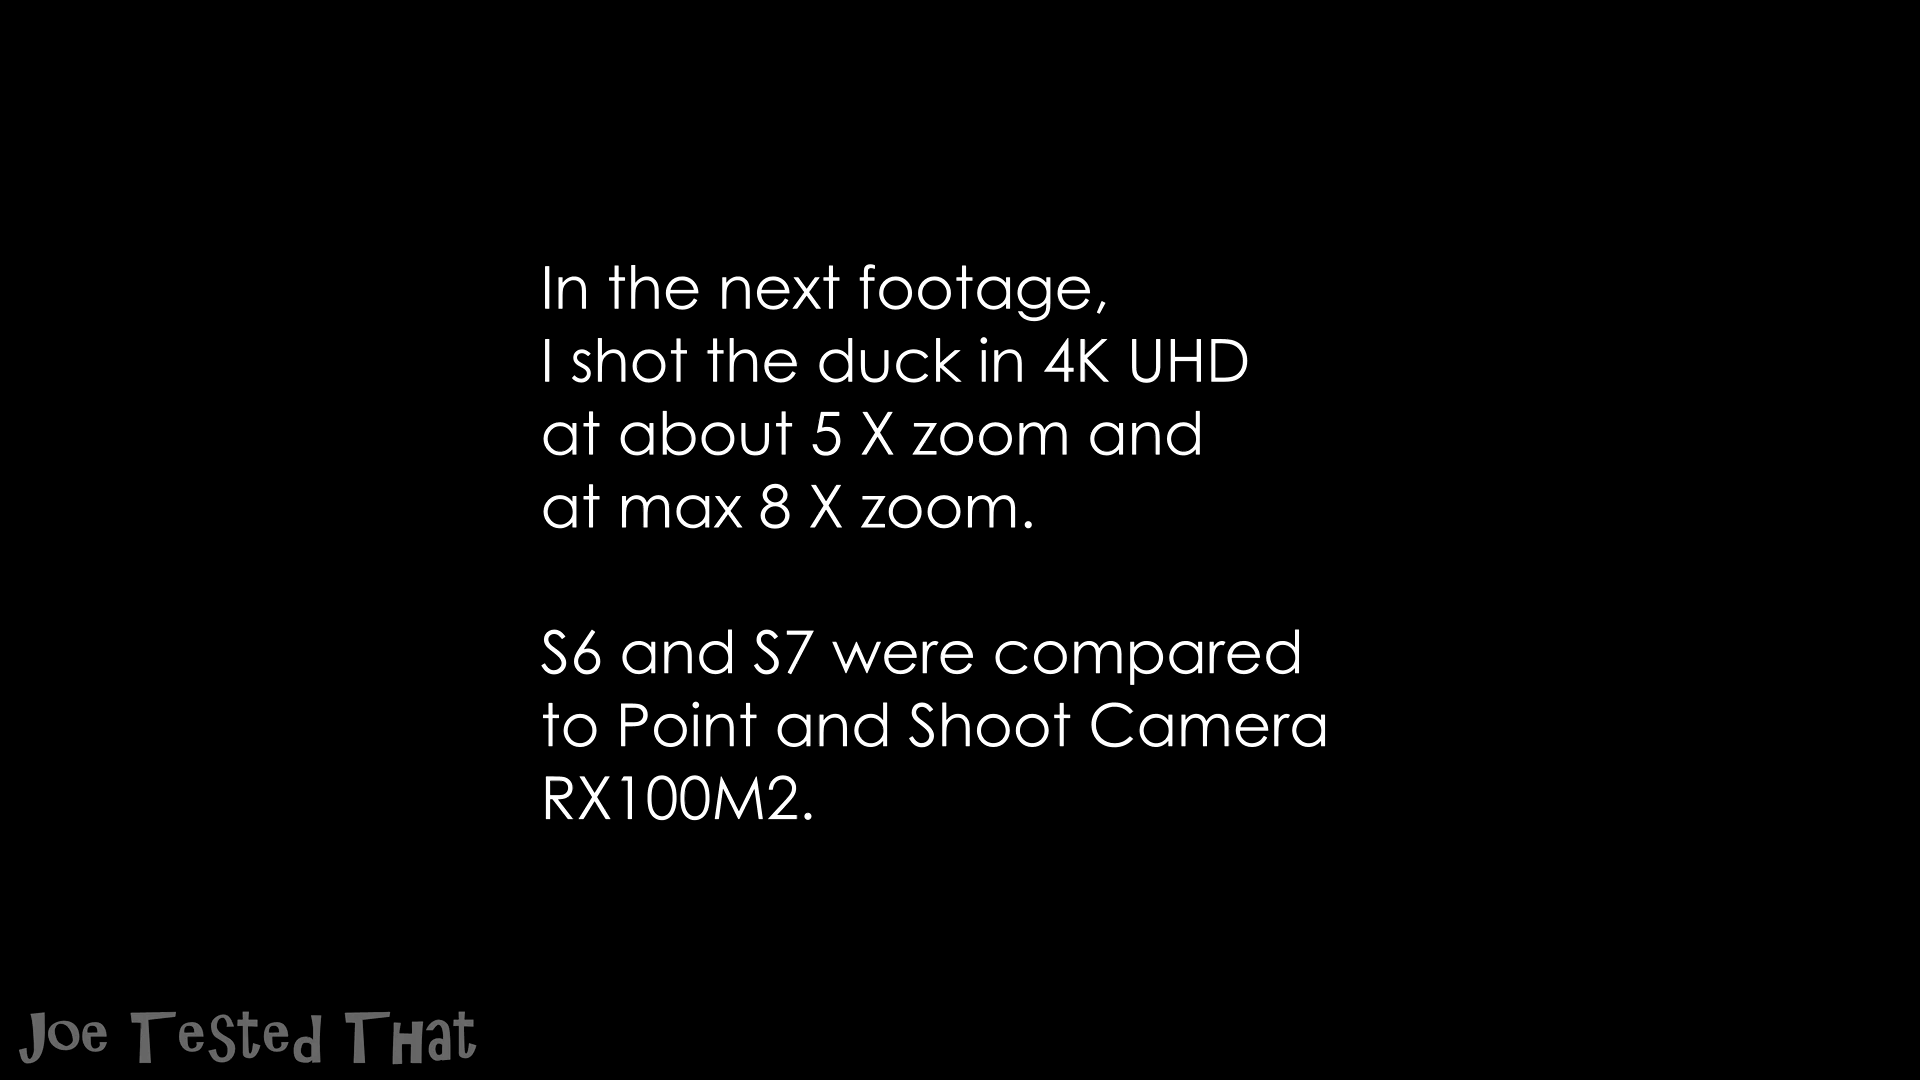 In the next footage,
I shot the duck in 4K UHD
at about 5 X zoom and
at max 8 X zoom.
S6 and S7 were compared
to Point and Shoot Camera
RX100M2.
Joe Tested That